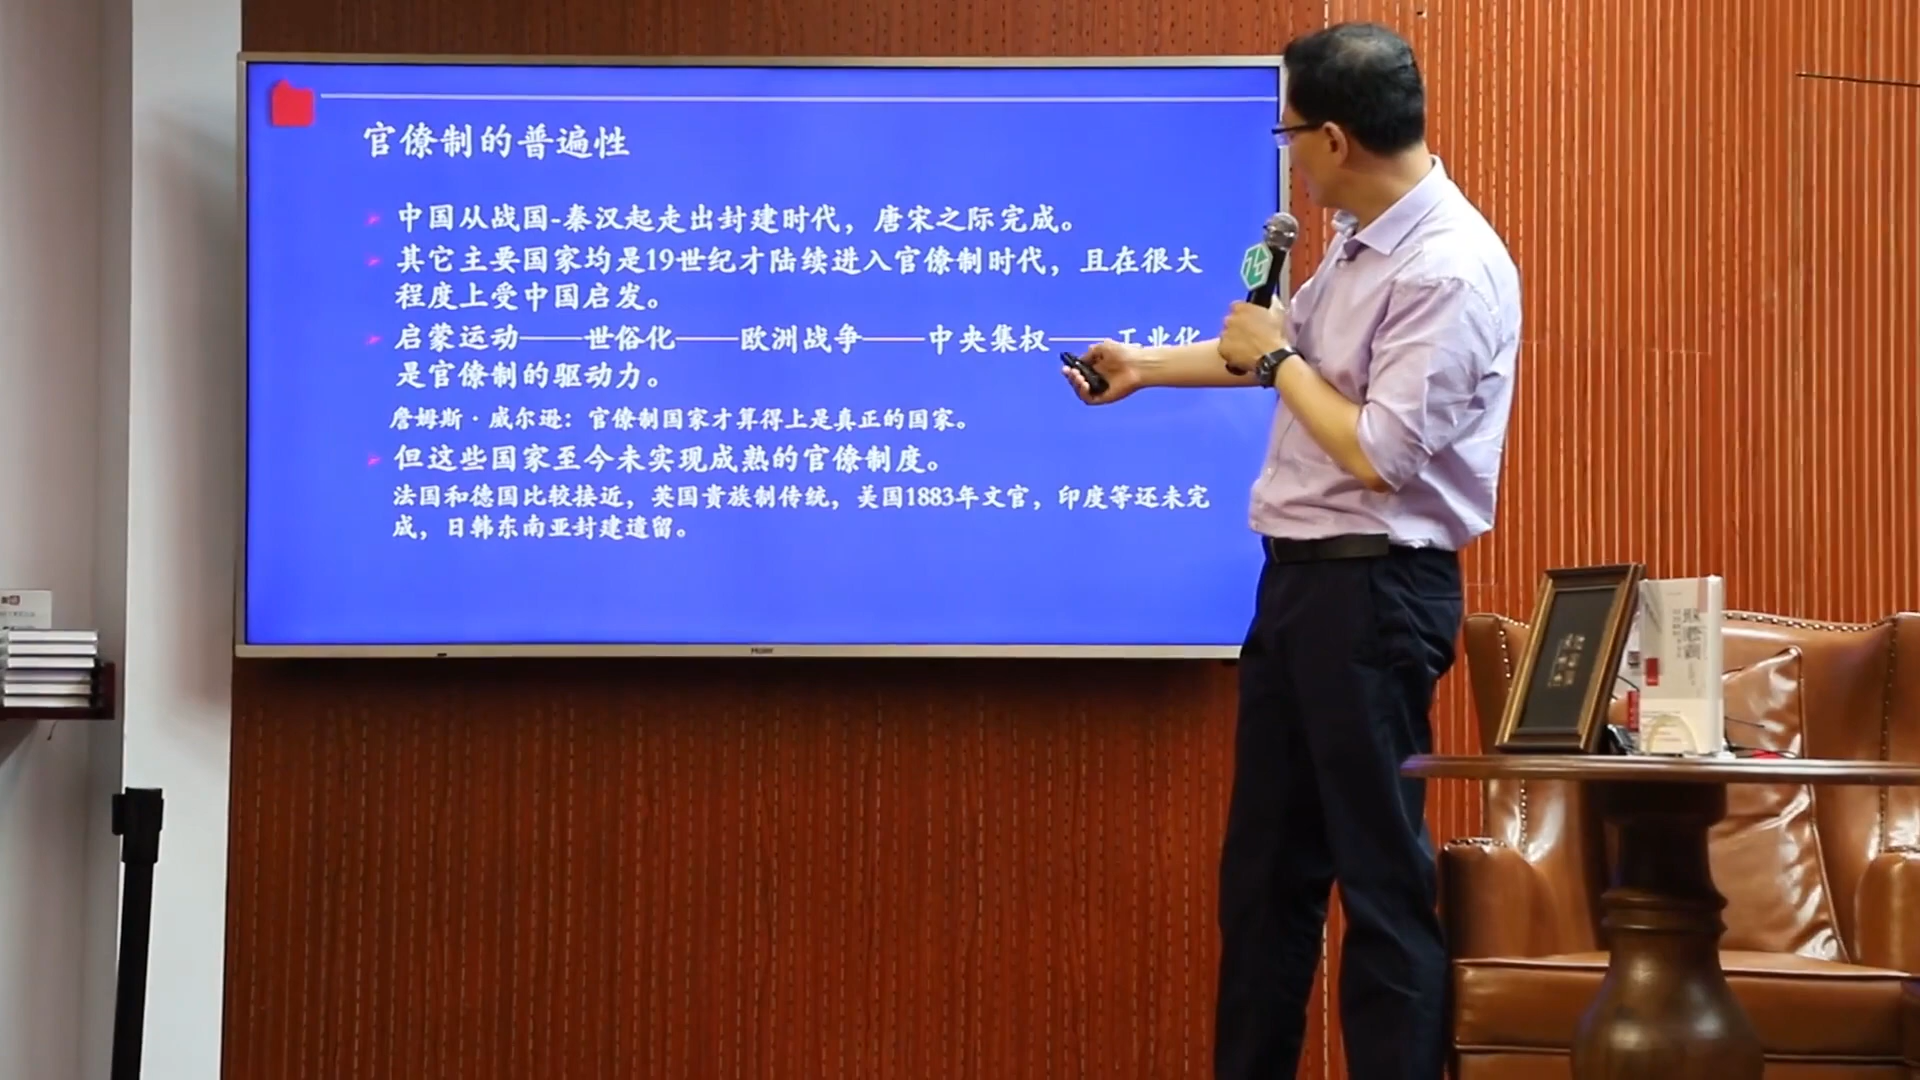 官僚制的普遍性
中国从战国-秦汉起走出封建时代，唐宋之际完成。
其它主要国家均是19世纪才陆续进入官僚制时代，且在很大
程度上受中国启发。
启蒙运动——世俗化——欧洲战争——中央集权——工业化
是官僚制的驱动力。
詹姆斯·威尔逊：官僚制国家才算得上是真正的国家。
但这些国家至今未实现成熟的官僚制度。
法国和德国比较接近，英国贵族制传统，美国1883年文官，印度等还未完
成，日韩东南亚封建遗留。
Haier